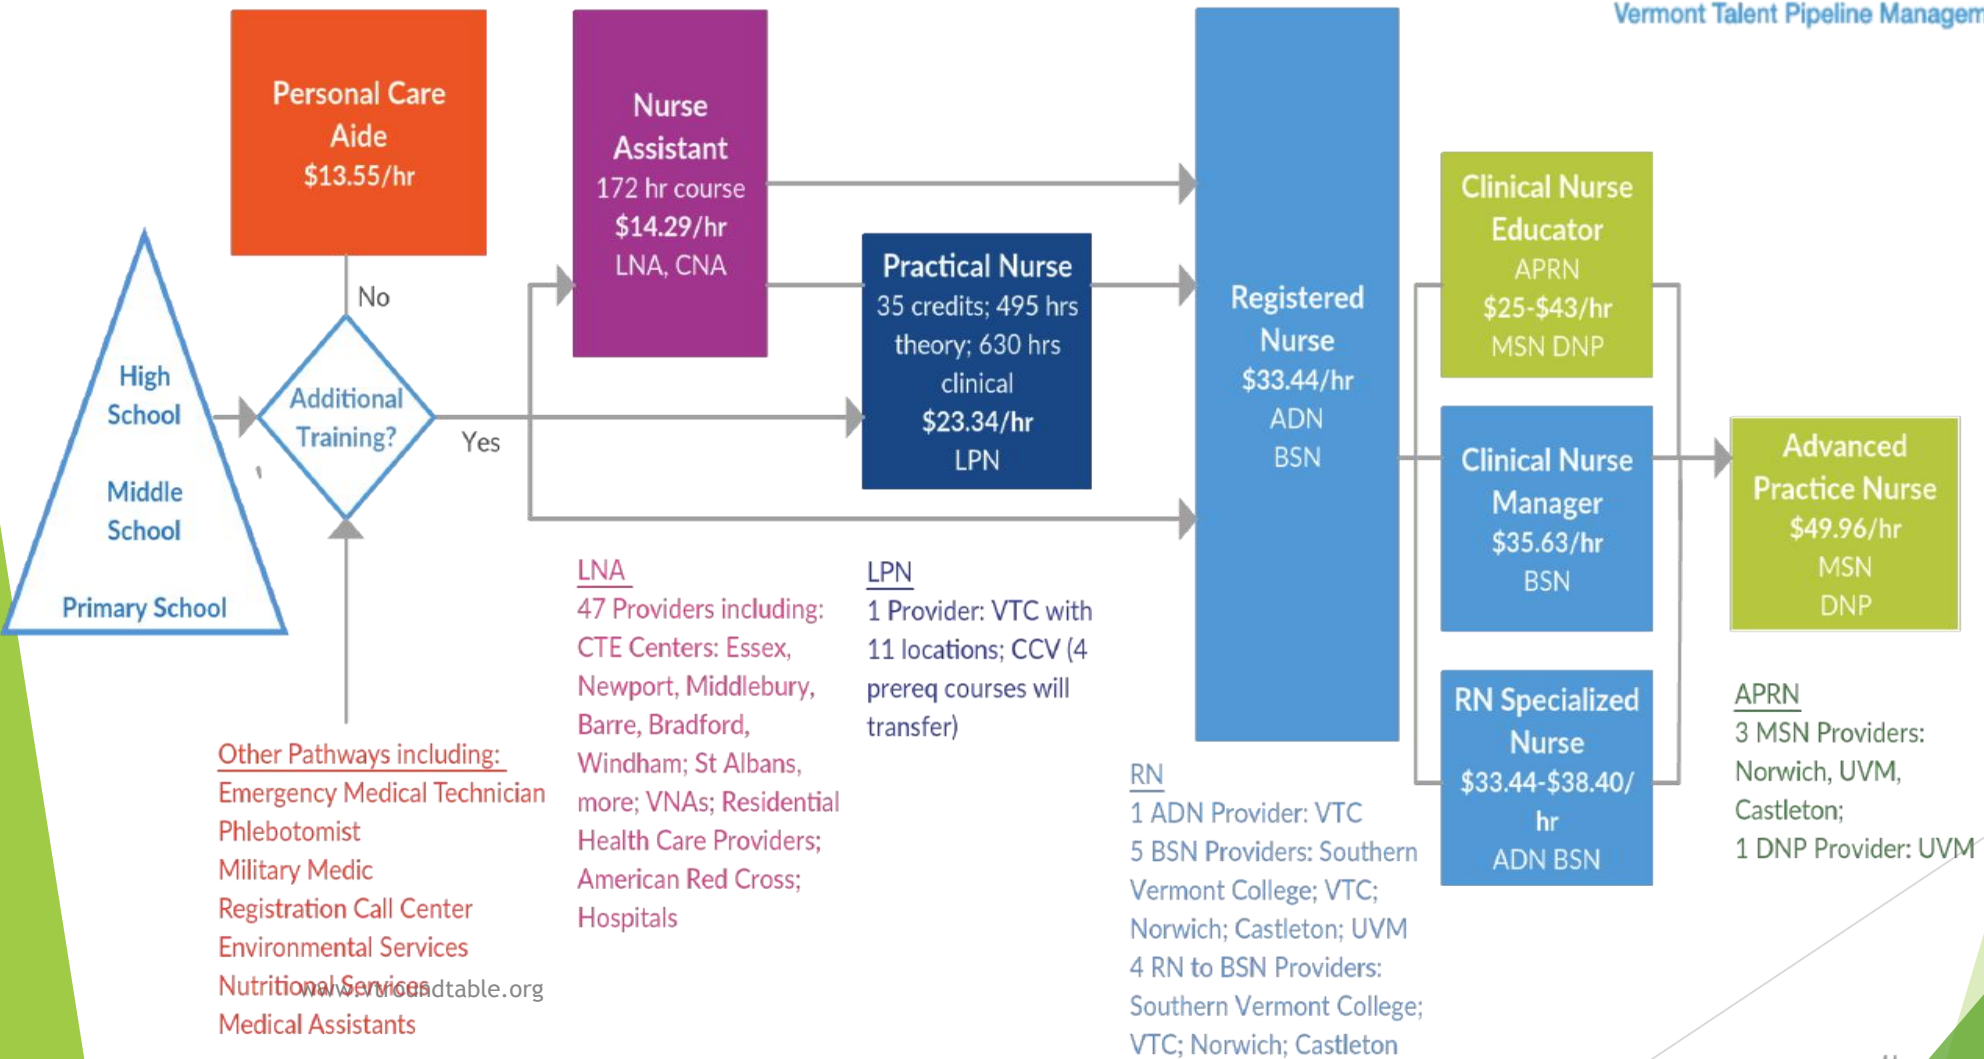 Vermont Talent Pipeline Managem
Personal Care
Aide
$13.55/hr
No
High
School
Middle
School
Primary School
Additional
Training?
Yes
Other Pathways including:
Emergency Medical Technician
Phlebotomist
Military Medic
Registration Call Center
Environmental Services
Nutritional Services
www.vtroundtable.org
Medical Assistants
Nurse
Assistant
172 hr course
$14.29/hr
LNA, CNA
LNA
47 Providers including:
CTE Centers: Essex,
Newport, Middlebury,
Barre, Bradford,
Windham; St Albans,
more; VNAs; Residential
Health Care Providers;
American Red Cross;
Hospitals
Practical Nurse
35 credits; 495 hrs
theory; 630 hrs
clinical
$23.34/hr
LPN
LPN
1 Provider: VTC with
11 locations; CCV (4
prereq courses will
transfer)
Registered
Nurse
$33.44/hr
ADN
BSN
RN
1 ADN Provider: VTC
5 BSN Providers: Southern
Vermont College; VTC;
Norwich; Castleton; UVM
4 RN to BSN Providers:
Southern Vermont College;
VTC; Norwich; Castleton
Clinical Nurse
Educator
APRN
$25-$43/hr
MSN DNP
Clinical Nurse
Manager
$35.63/hr
BSN
RN Specialized
Nurse
$33.44-$38.40/
hr
ADN BSN
Advanced
Practice Nurse
$49.96/hr
MSN
DNP
APRN
3 MSN Providers:
Norwich, UVM,
Castleton;
1 DNP Provider: UVM